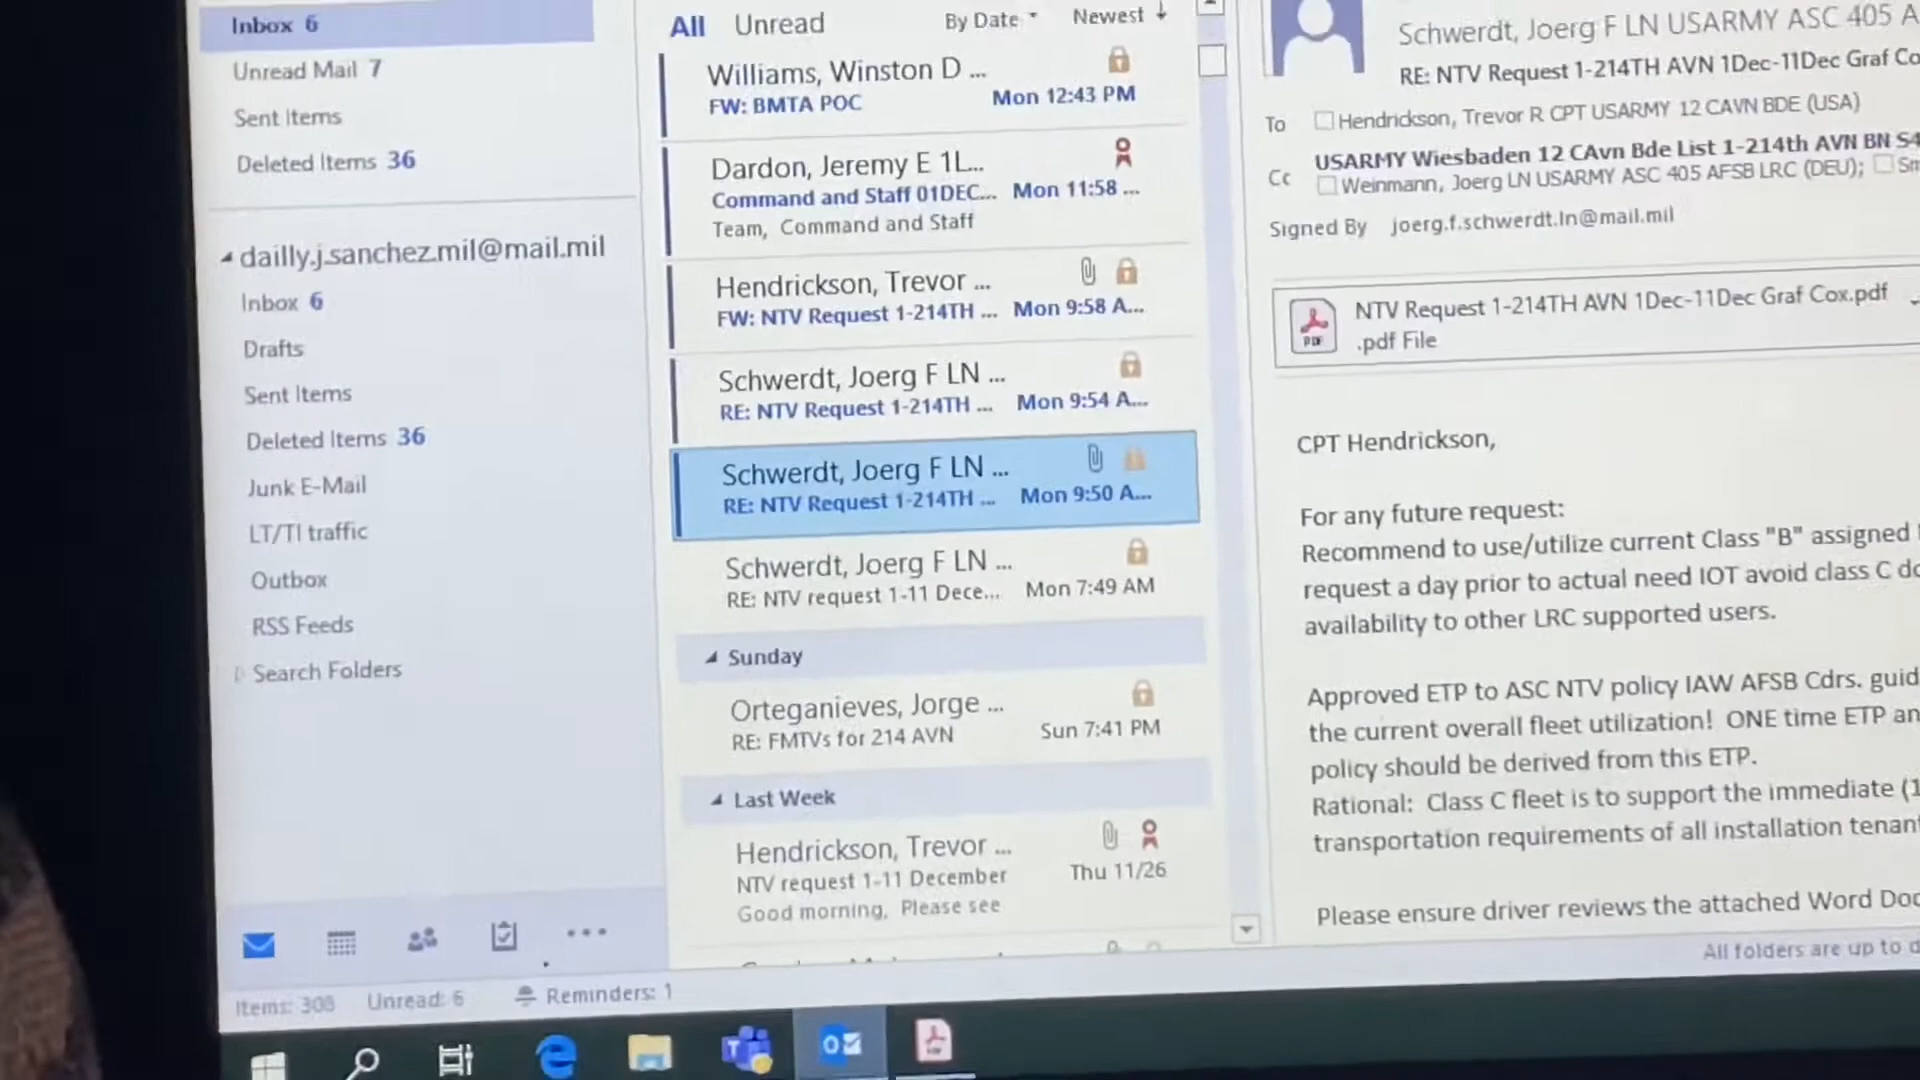 Inbox 6
Unread Mail 7
Sent Items
Deleted Items 36
dailly.j.sanchez.mil@mail.mil
Inbox 6
Drafts
Sent Items
Deleted Items 36
Junk E-Mail
LT/TI traffic
Outbox
RSS Feeds
Search Folders
Items: 308 Unread: 6 Reminders: 1
All Unread By Date Newest ↓
Williams, Winston D ...
FW: BMTA POC Mon 12:43 PM
Dardon, Jeremy E 1L...
Command and Staff 01DEC... Mon 11:58 ...
Team, Command and Staff
Hendrickson, Trevor ...
FW: NTV Request 1-214TH ... Mon 9:58 A...
Schwerdt, Joerg F LN ...
RE: NTV Request 1-214TH ... Mon 9:54 A...
Schwerdt, Joerg F LN ...
RE: NTV Request 1-214TH ... Mon 9:50 A...
Schwerdt, Joerg F LN ...
RE: NTV request 1-11 Dece... Mon 7:49 AM
Sunday
Orteganieves, Jorge ...
RE: FMTVs for 214 AVN Sun 7:41 PM
Last Week
Hendrickson, Trevor ...
NTV request 1-11 December Thu 11/26
Good morning, Please see
Schwerdt, Joerg F LN USARMY ASC 405 A
RE: NTV Request 1-214TH AVN 1Dec-11Dec Graf Co
To Hendrickson, Trevor R CPT USARMY 12 CAVN BDE (USA)
Cc USARMY Wiesbaden 12 CAvn Bde List 1-214th AVN BN S4
Weinmann, Joerg LN USARMY ASC 405 AFSB LRC (DEU); Sm
Signed By joerg.f.schwerdt.ln@mail.mil
NTV Request 1-214TH AVN 1Dec-11Dec Graf Cox.pdf
.pdf File
PDF
CPT Hendrickson,
For any future request:
Recommend to use/utilize current Class "B" assigned
request a day prior to actual need IOT avoid class C do
availability to other LRC supported users.
Approved ETP to ASC NTV policy IAW AFSB Cdrs. guid
the current overall fleet utilization! ONE time ETP an
policy should be derived from this ETP.
Rational: Class C fleet is to support the immediate (1
transportation requirements of all installation tenant
Please ensure driver reviews the attached Word Doc
All folders are up to d